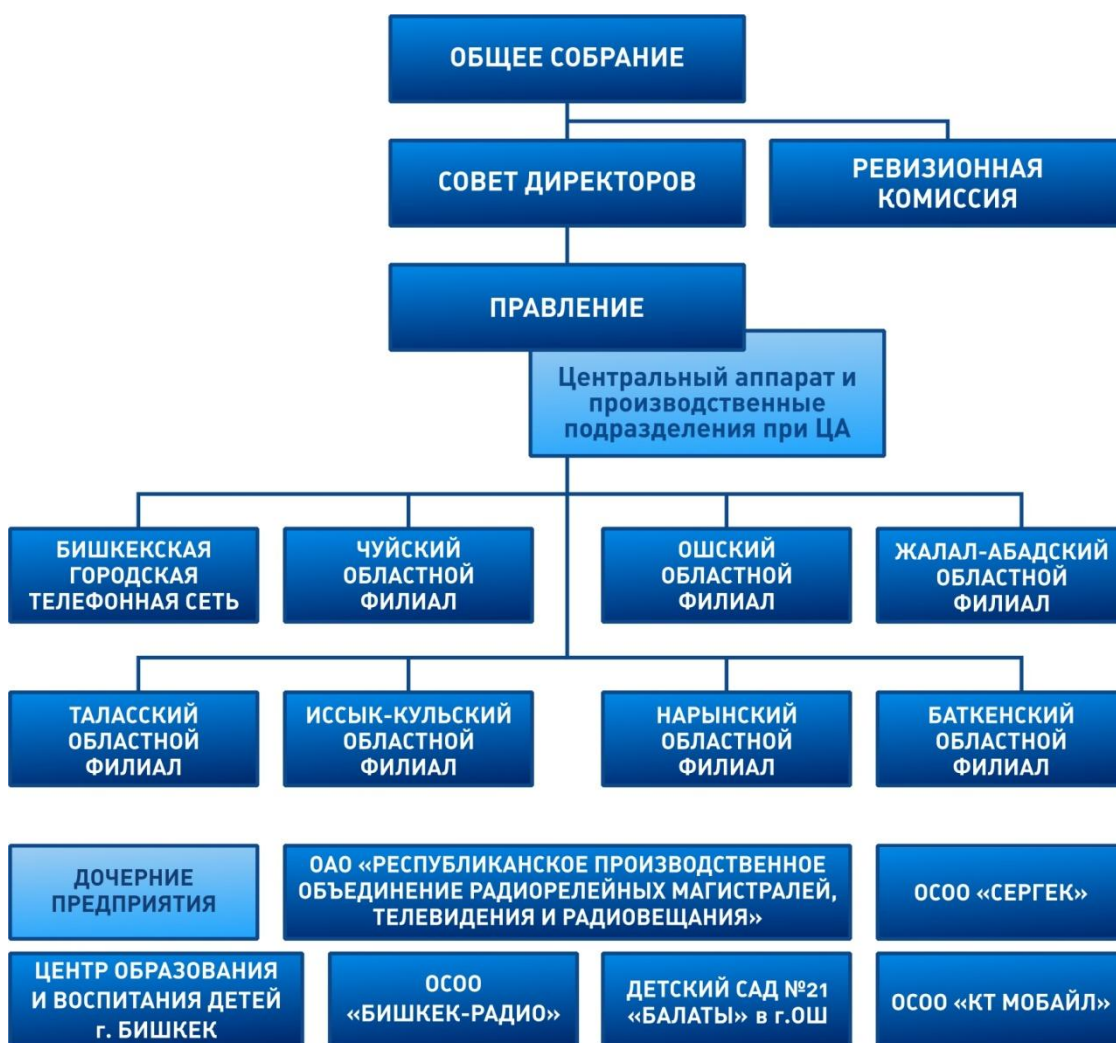 ОБЩЕЕ СОБРАНИЕ
СОВЕТ ДИРЕКТОРОВ
РЕВИЗИОННАЯ
КОМИССИЯ
ПРАВЛЕНИЕ
Центральный аппарат и
производственные
подразделения при ЦА
БИШКЕКСКАЯ
ГОРОДСКАЯ
ТЕЛЕФОННАЯ СЕТЬ
ЧУЙСКИЙ
ОБЛАСТНОЙ
ФИЛИАЛ
ОШСКИЙ
ОБЛАСТНОЙ
ФИЛИАЛ
ЖАЛАЛ-АБАДСКИЙ
ОБЛАСТНОЙ
ФИЛИАЛ
ТАЛАССКИЙ
ОБЛАСТНОЙ
ФИЛИАЛ
ИССЫК-КУЛЬСКИЙ
ОБЛАСТНОЙ
ФИЛИАЛ
НАРЫНСКИЙ
ОБЛАСТНОЙ
ФИЛИАЛ
БАТКЕНСКИЙ
ОБЛАСТНОЙ
ФИЛИАЛ
ДОЧЕРНИЕ
ПРЕДПРИЯТИЯ
ОАО «РЕСПУБЛИКАНСКОЕ ПРОИЗВОДСТВЕННОЕ
ОБЪЕДИНЕНИЕ РАДИОРЕЛЕЙНЫХ МАГИСТРАЛЕЙ,
ТЕЛЕВИДЕНИЯ И РАДИОВЕЩАНИЯ»
ОСОО «СЕРГЕК»
ЦЕНТР ОБРАЗОВАНИЯ
И ВОСПИТАНИЯ ДЕТЕЙ
г. БИШКЕК
ОСОО
«БИШКЕК-РАДИО»
ДЕТСКИЙ САД №21
«БАЛАТЫ» в г.ОШ
ОСОО «КТ МОБАЙЛ»